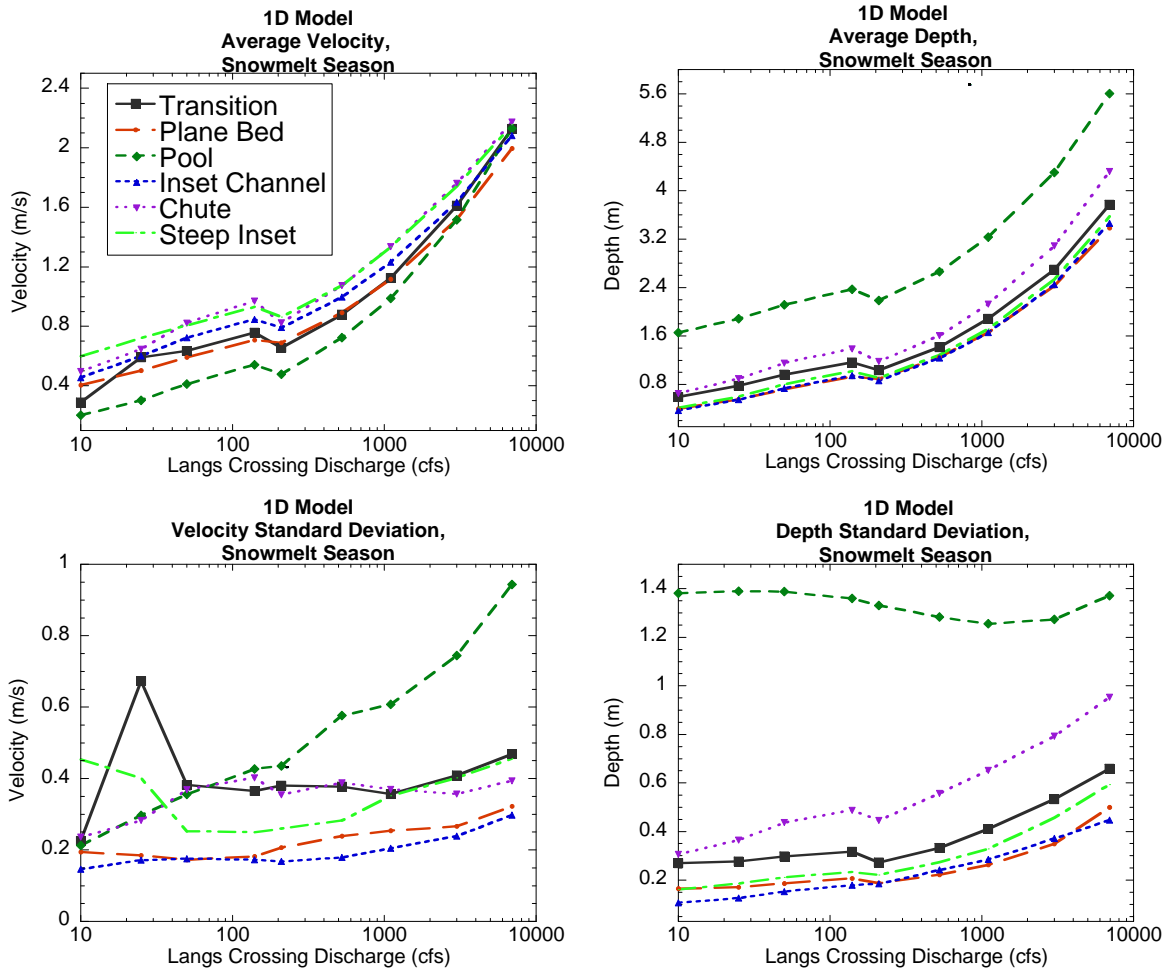 1D Model
Average Velocity,
Snowmelt Season
2.4
2
1.6
1.2
0.8
0.4
Velocity (m/s)
Transition
Plane Bed
Pool
Inset Channel
Chute
Steep Inset
10
100
1000
10000
Langs Crossing Discharge (cfs)
1D Model
Average Depth,
Snowmelt Season
5.6
4.8
4
3.2
2.4
1.6
0.8
Depth (m)
10
100
1000
10000
Langs Crossing Discharge (cfs)
1D Model
Velocity Standard Deviation,
Snowmelt Season
1
0.8
0.6
0.4
0.2
0
Velocity (m/s)
10
100
1000
10000
Langs Crossing Discharge (cfs)
1D Model
Depth Standard Deviation,
Snowmelt Season
1.4
1.2
1
0.8
0.6
0.4
0.2
Depth (m)
10
100
1000
10000
Langs Crossing Discharge (cfs)